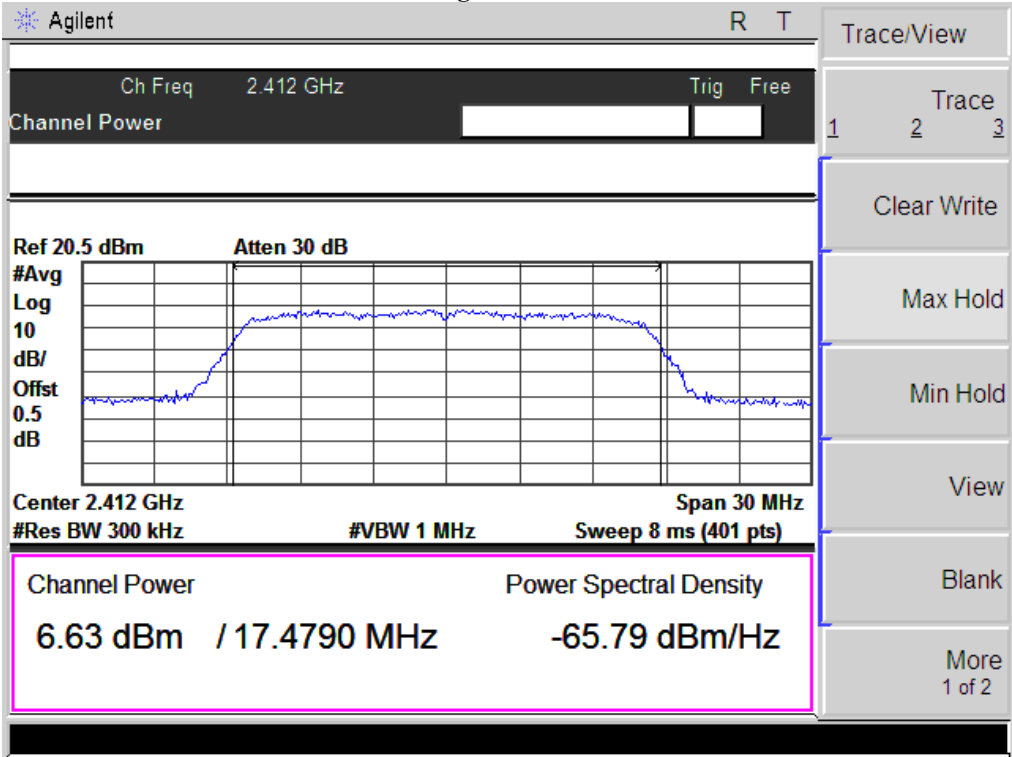 Agilent R T
Ch Freq 2.412 GHz Trig Free
Channel Power
Ref 20.5 dBm Atten 30 dB
#Avg
Log
10
dB/
Offst
0.5
dB
Center 2.412 GHz Span 30 MHz
#Res BW 300 kHz #VBW 1 MHz Sweep 8 ms (401 pts)
Channel Power Power Spectral Density
6.63 dBm / 17.4790 MHz -65.79 dBm/Hz
Trace/View
Trace
1 2 3
Clear Write
Max Hold
Min Hold
View
Blank
More
1 of 2